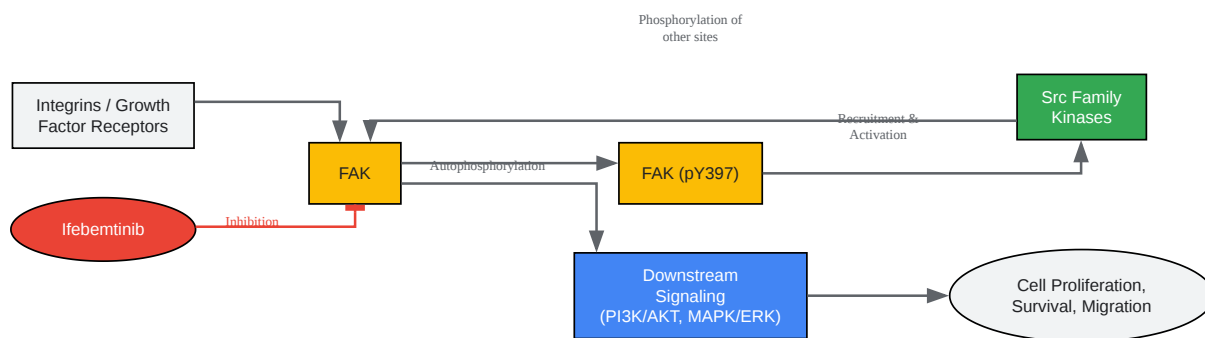 Phosphorylation of
other sites
Integrins / Growth
Factor Receptors
Src Family
Kinases
Recruitment &
Activation
FAK
Autophosphorylation
FAK (pY397)
Ifebemtinib
Inhibition
Downstream
Signaling
(PI3K/AKT, MAPK/ERK)
Cell Proliferation,
Survival, Migration